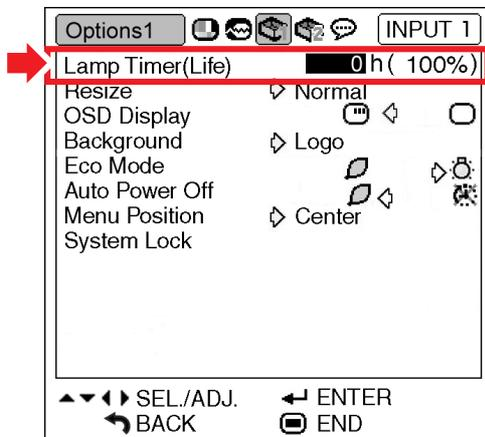 Options1 INPUT 1
Lamp Timer(Life) 0 h ( 100%)
Resize Normal
OSD Display
Background Logo
Eco Mode
Auto Power Off
Menu Position Center
System Lock
SEL./ADJ. ENTER
BACK END